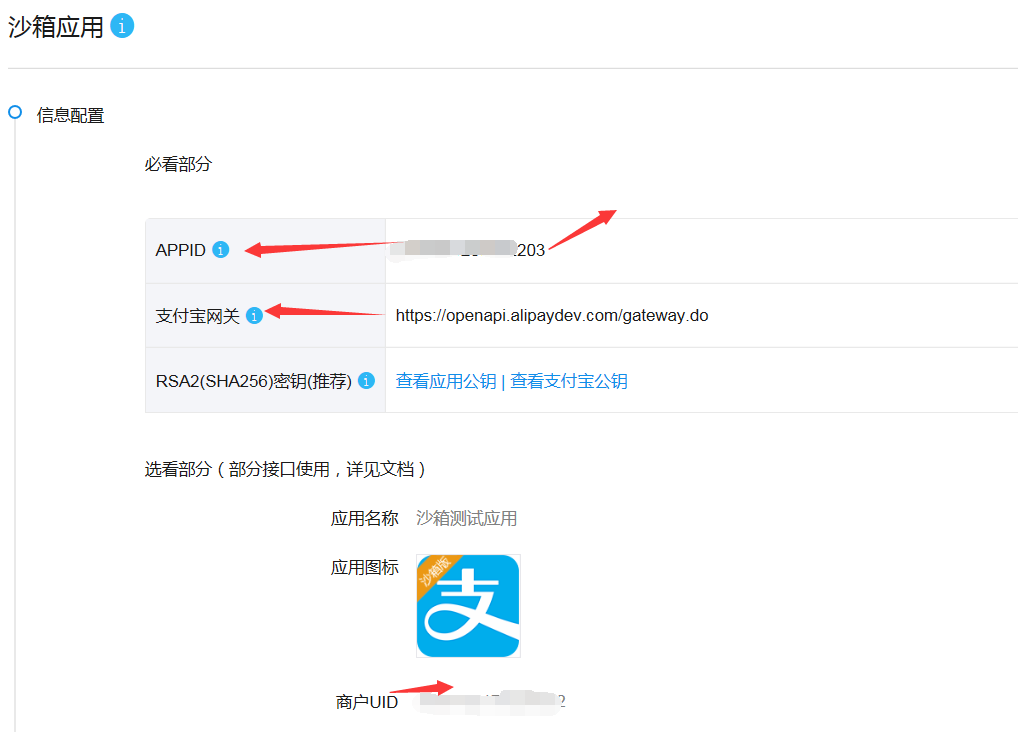 沙箱应用
信息配置
必看部分
APPID 203
支付宝网关 https://openapi.alipaydev.com/gateway.do
RSA2(SHA256)密钥(推荐) 查看应用公钥 | 查看支付宝公钥
选看部分（部分接口使用，详见文档）
应用名称 沙箱测试应用
应用图标
沙箱版
支
商户UID 2